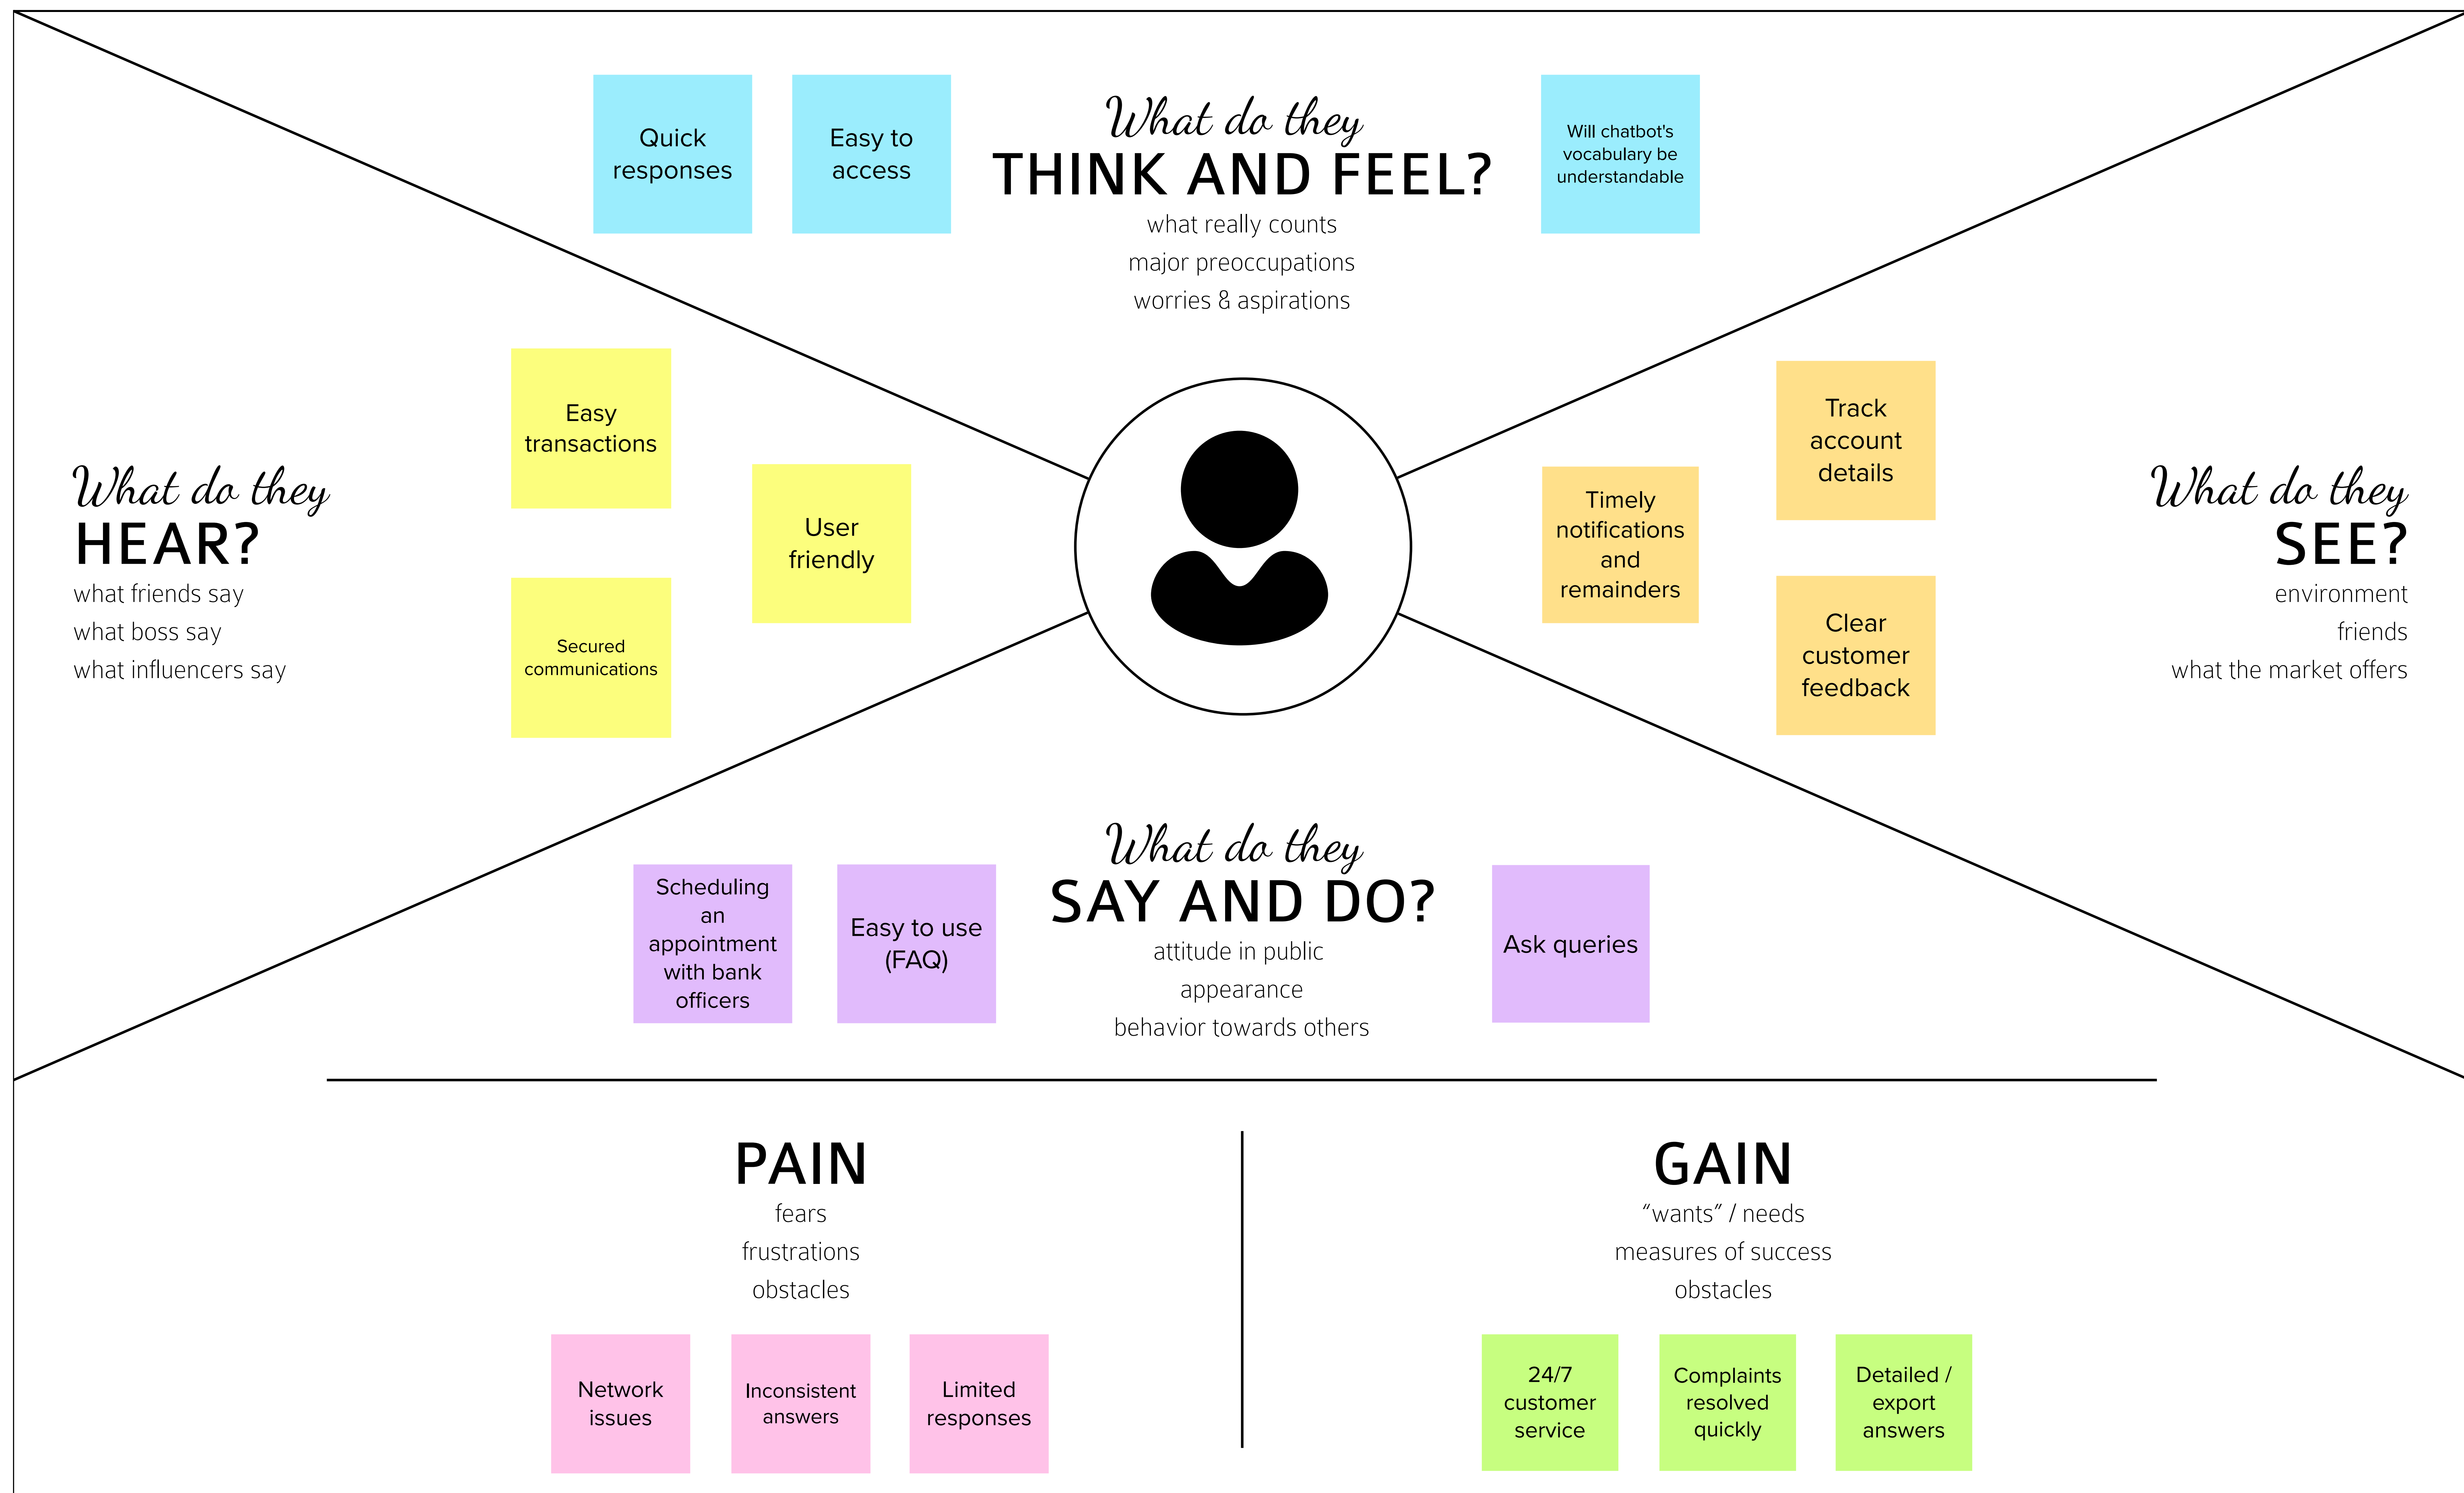 Quick
responses
Easy to
access
What do they
THINK AND FEEL?
what really counts
major preoccupations
worries & aspirations
Will chatbot's
vocabulary be
understandable
What do they
HEAR?
what friends say
what boss say
what influencers say
Easy
transactions
User
friendly
Secured
communications
Timely
notifications
and
remainders
Track
account
details
Clear
customer
feedback
What do they
SEE?
environment
friends
what the market offers
Scheduling
an
appointment
with bank
officers
Easy to use
(FAQ)
What do they
SAY AND DO?
attitude in public
appearance
behavior towards others
Ask queries
PAIN
fears
frustrations
obstacles
Network
issues
Inconsistent
answers
Limited
responses
GAIN
“wants” / needs
measures of success
obstacles
24/7
customer
service
Complaints
resolved
quickly
Detailed /
export
answers